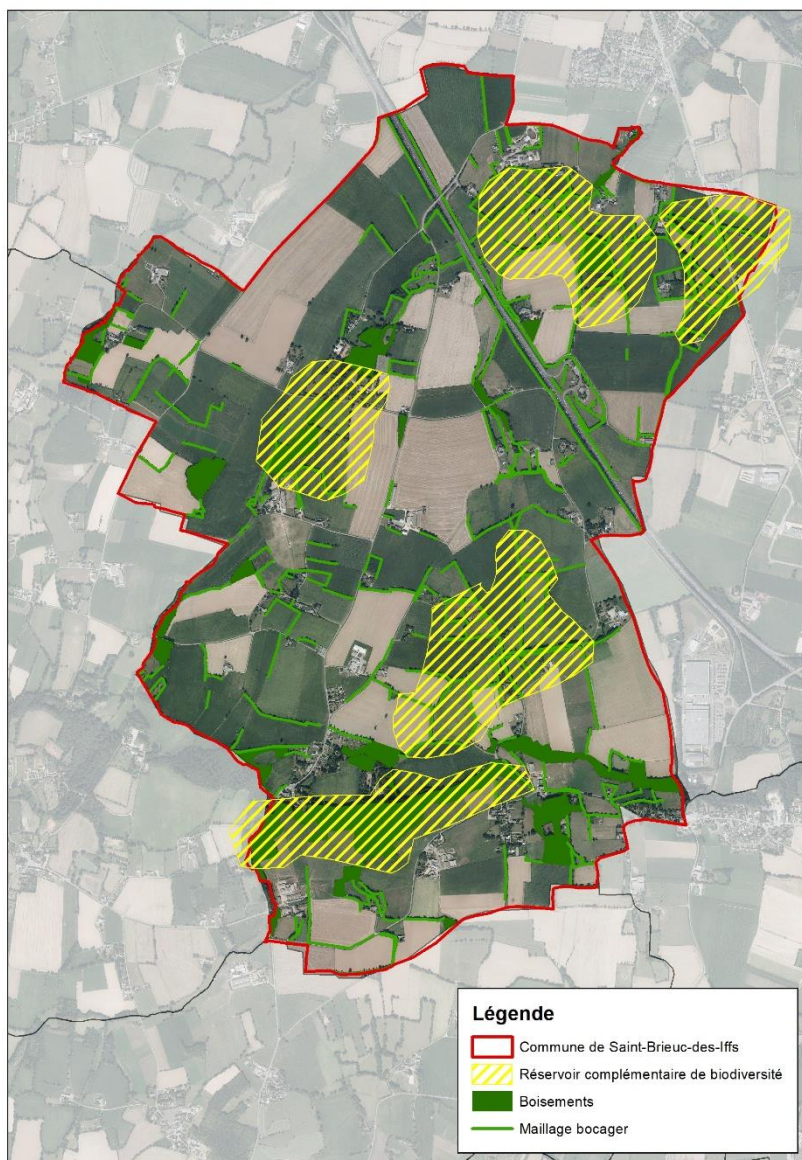 Légende
Commune de Saint-Brieuc-des-Iffs
Réservoir complémentaire de biodiversité
Boisements
Maillage bocager